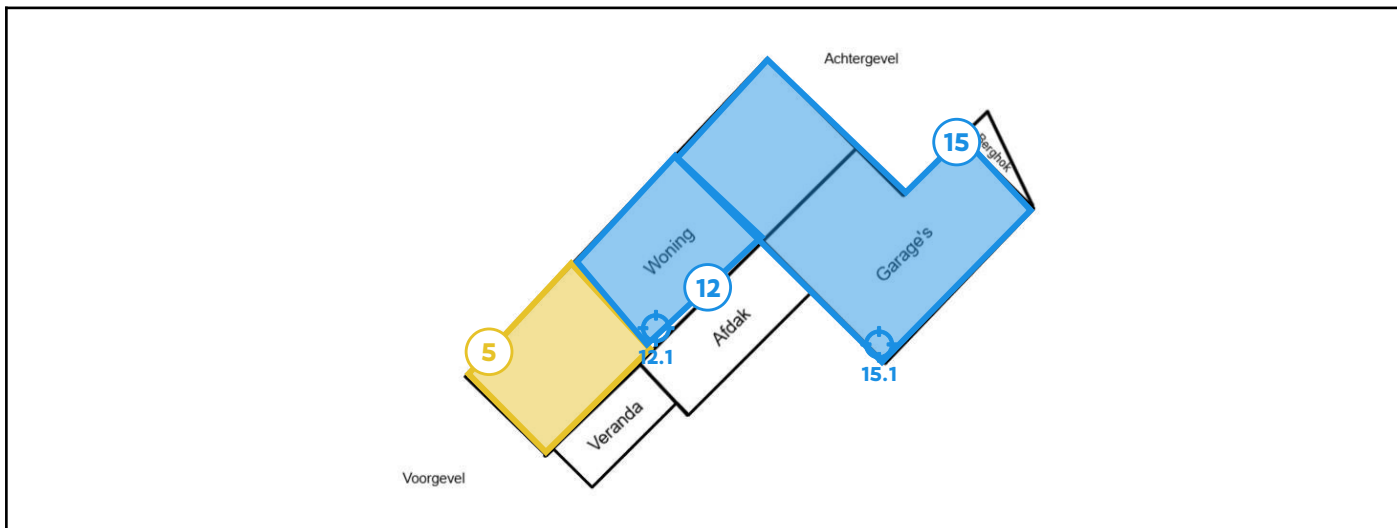 Achtergevel
15
Berghok
Woning
Garage's
12
Afdak
5
12.1
15.1
Veranda
Voorgevel